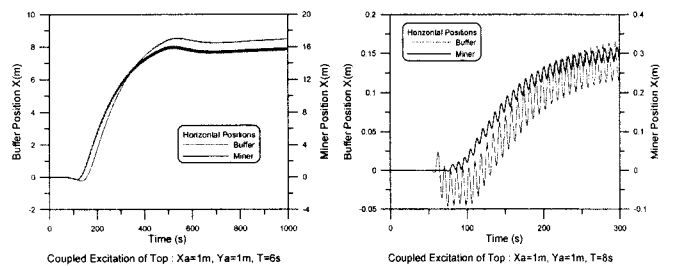 10
8
6
4
2
0
-2
Buffer Position X(m)
20
16
12
8
4
0
-4
Miner Position X(m)
Horizontal Positions
Buffer
Miner
0 200 400 600 800 1000
Time (s)
Coupled Excitation of Top : Xa=1m, Ya=1m, T=6s
0.2
0.15
0.1
0.05
0
-0.05
Buffer Position X(m)
0.4
0.3
0.2
0.1
0
-0.1
Miner Position X(m)
Horizontal Positions
Buffer
Miner
0 100 200 300
Time (s)
Coupled Excitation of Top : Xa=1m, Ya=1m, T=8s